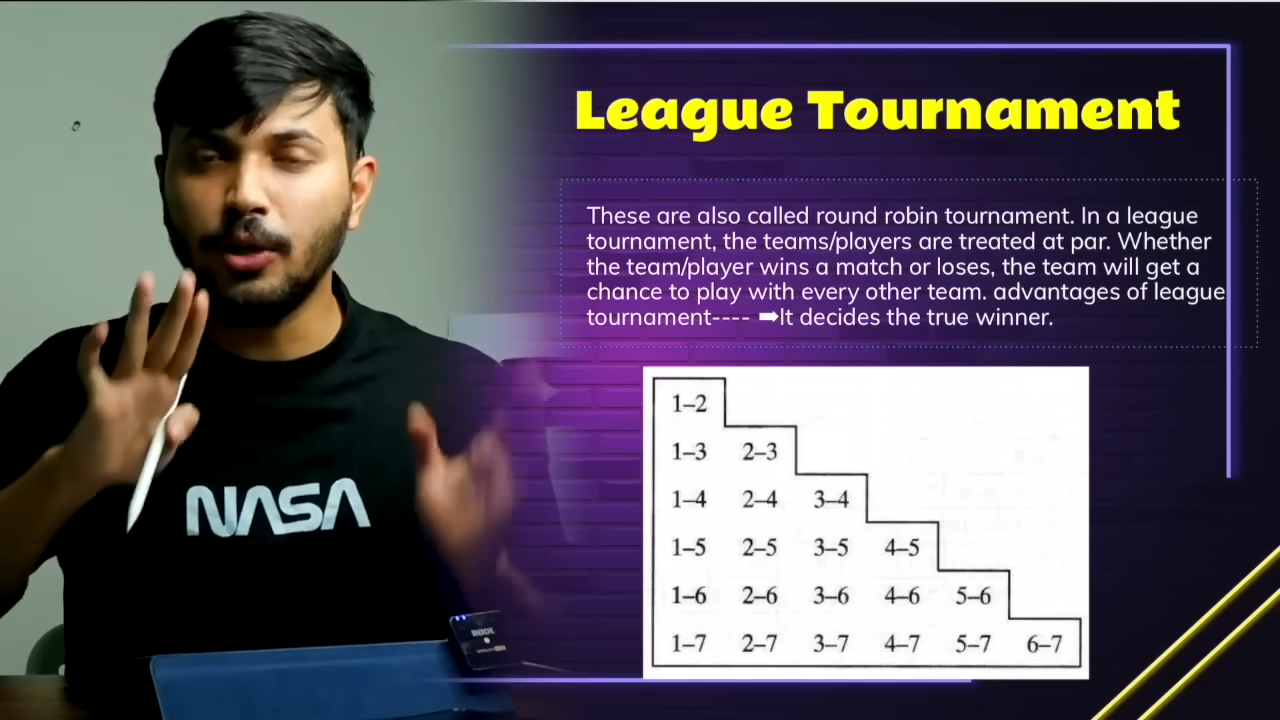 League Tournament
These are also called round robin tournament. In a league
tournament, the teams/players are treated at par. Whether
the team/player wins a match or loses, the team will get a
chance to play with every other team. advantages of league
tournament---- ➡It decides the true winner.
1–2
1–3 2–3
1–4 2–4 3–4
1–5 2–5 3–5 4–5
1–6 2–6 3–6 4–6 5–6
1–7 2–7 3–7 4–7 5–7 6–7
NASA
RØDE